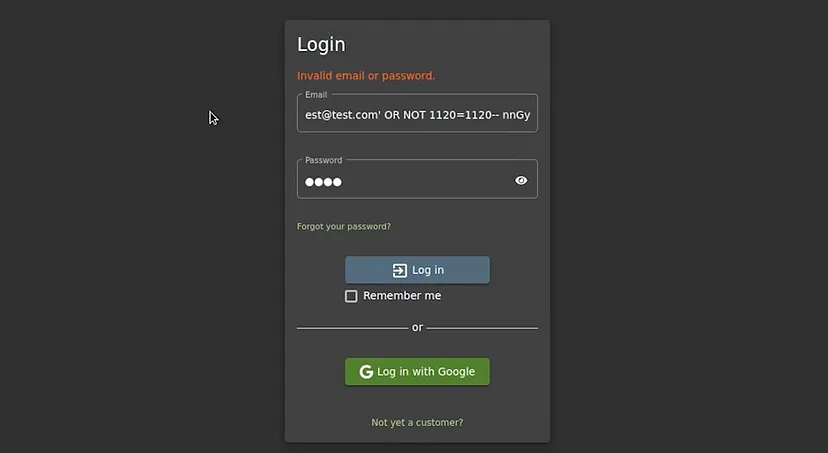 Login
Invalid email or password.
Email
est@test.com' OR NOT 1120=1120-- nnGy
Password
Forgot your password?
Log in
Remember me
or
G Log in with Google
Not yet a customer?